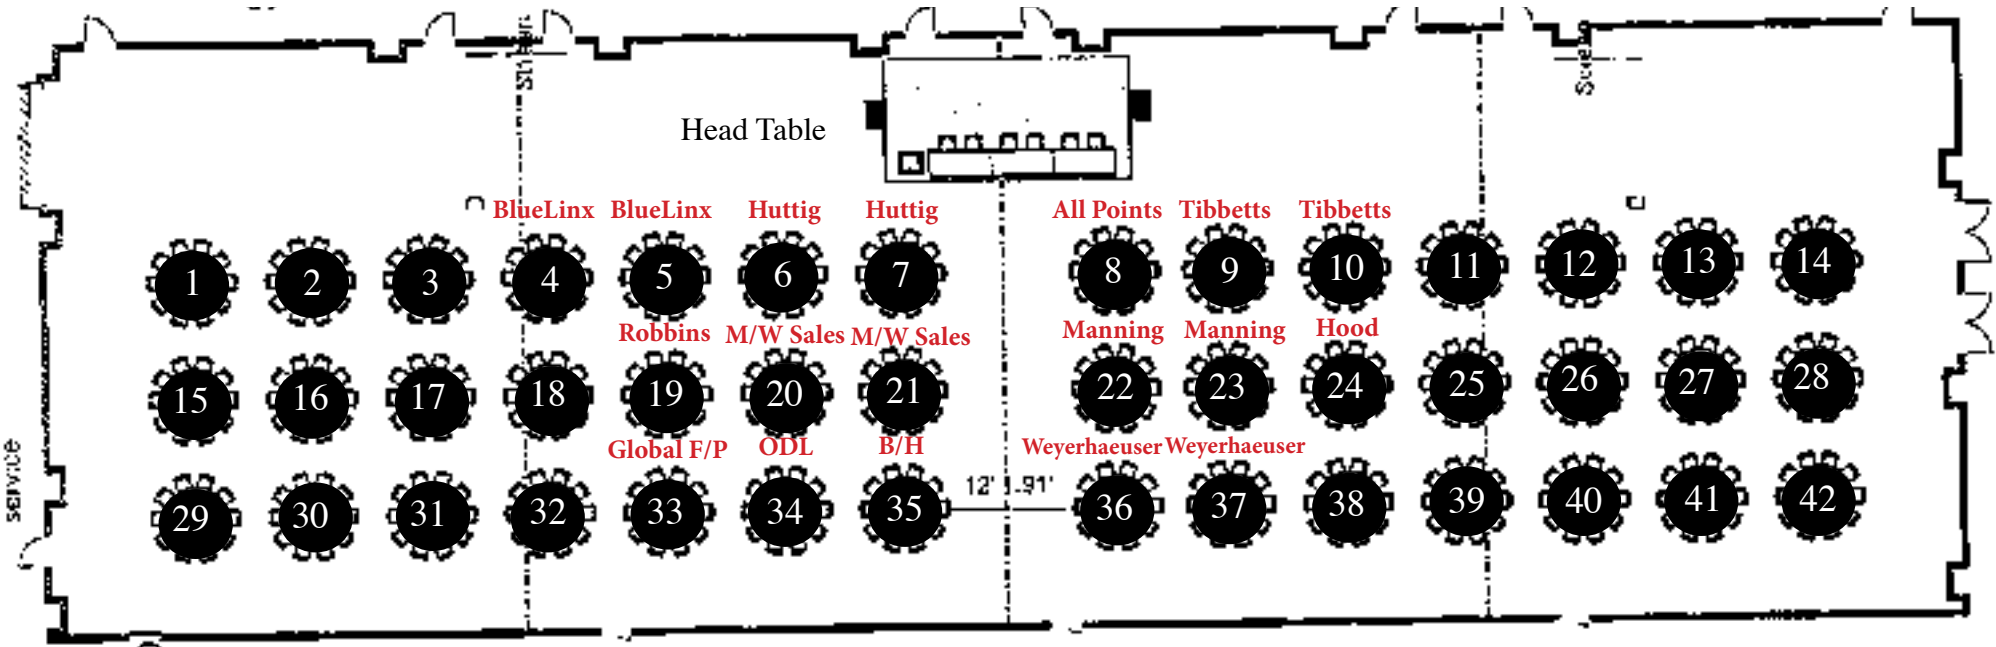 Screen
Screen
Head Table
BlueLinx BlueLinx Huttig Huttig All Points Tibbetts Tibbetts
1 2 3 4 5 6 7 8 9 10 11 12 13 14
Robbins M/W Sales M/W Sales Manning Manning Hood
15 16 17 18 19 20 21 22 23 24 25 26 27 28
service
Global F/P ODL B/H Weyerhaeuser Weyerhaeuser
12' 1.91'
29 30 31 32 33 34 35 36 37 38 39 40 41 42